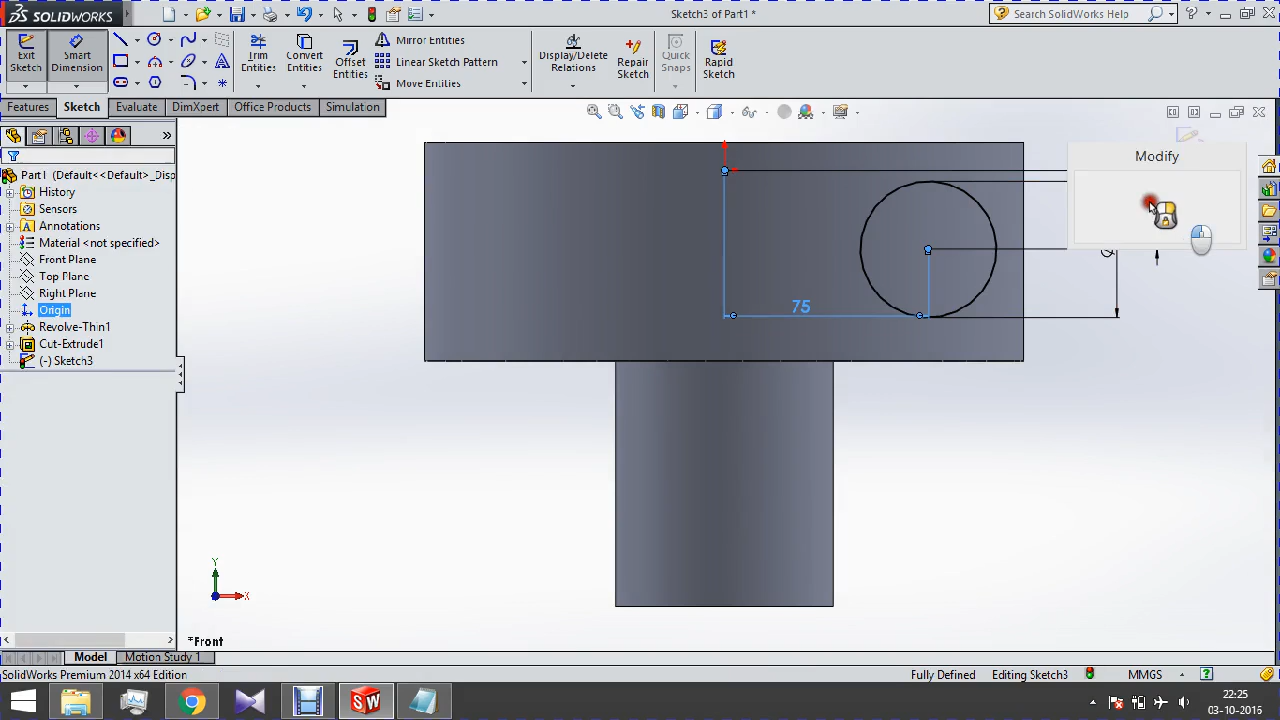 SOLIDWORKS
Sketch3 of Part1 *
Search SolidWorks Help
Exit Sketch
Smart Dimension
Trim Entities
Convert Entities
Offset Entities
Mirror Entities
Linear Sketch Pattern
Move Entities
Display/Delete Relations
Repair Sketch
Quick Snaps
Rapid Sketch
Features
Sketch
Evaluate
DimXpert
Office Products
Simulation
Part1 (Default<<Default>_Disp
History
Sensors
Annotations
Material <not specified>
Front Plane
Top Plane
Right Plane
Origin
Revolve-Thin1
Cut-Extrude1
(-) Sketch3
Modify
75
Y
X
*Front
Model
Motion Study 1
SolidWorks Premium 2014 x64 Edition
Fully Defined
Editing Sketch3
MMGS
22:25
03-10-2016